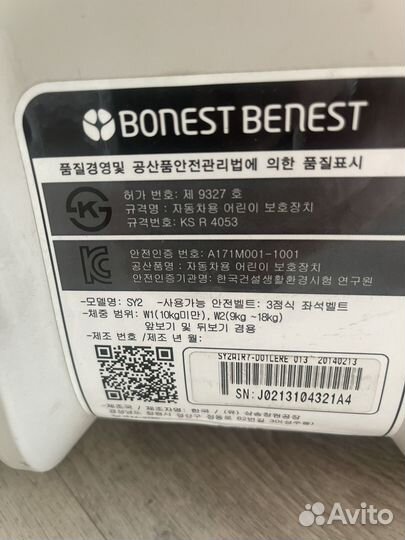 BONEST BENEST
품질경영및 공산품안전관리법에 의한 품질표시
허가 번호: 제 9327 호
규격명 : 자동차용 어린이 보호장치
규격번호: KS R 4053
안전인증 번호: A171M001-1001
공산품명 : 자동차용 어린이 보호장치
안전인증기관명: 한국건설생활환경시험 연구원
-모델명: SY2 -사용가능 안전벨트: 3점식 좌석벨트
-체중 범위: W1(10kg미만), W2(9kg ~18kg)
앞보기 및 뒤보기 겸용
-제조 번호 /제조 년 월:
20140213
SN: J0213104321A4
Avito